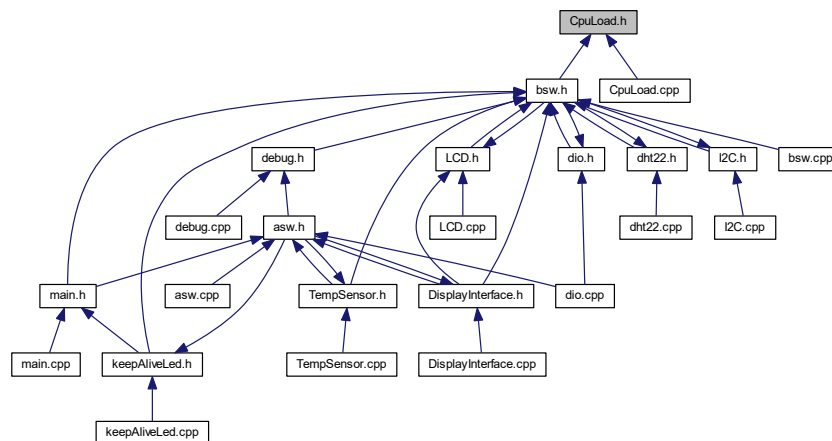 CpuLoad.h
bsw.h
CpuLoad.cpp
debug.h
LCD.h
dio.h
dht22.h
I2C.h
bsw.cpp
debug.cpp
asw.h
LCD.cpp
dht22.cpp
I2C.cpp
main.h
asw.cpp
TempSensor.h
DisplayInterface.h
dio.cpp
main.cpp
keepAliveLed.h
TempSensor.cpp
DisplayInterface.cpp
keepAliveLed.cpp